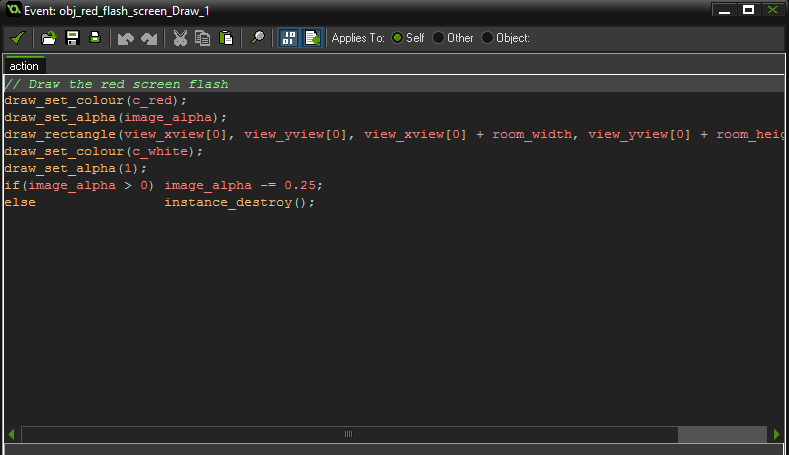 Event: obj_red_flash_screen_Draw_1
Applies To: Self Other Object:
action
// Draw the red screen flash
draw_set_colour(c_red);
draw_set_alpha(image_alpha);
draw_rectangle(view_xview[0], view_yview[0], view_xview[0] + room_width, view_yview[0] + room_heig
draw_set_colour(c_white);
draw_set_alpha(1);
if(image_alpha > 0) image_alpha -= 0.25;
else instance_destroy();